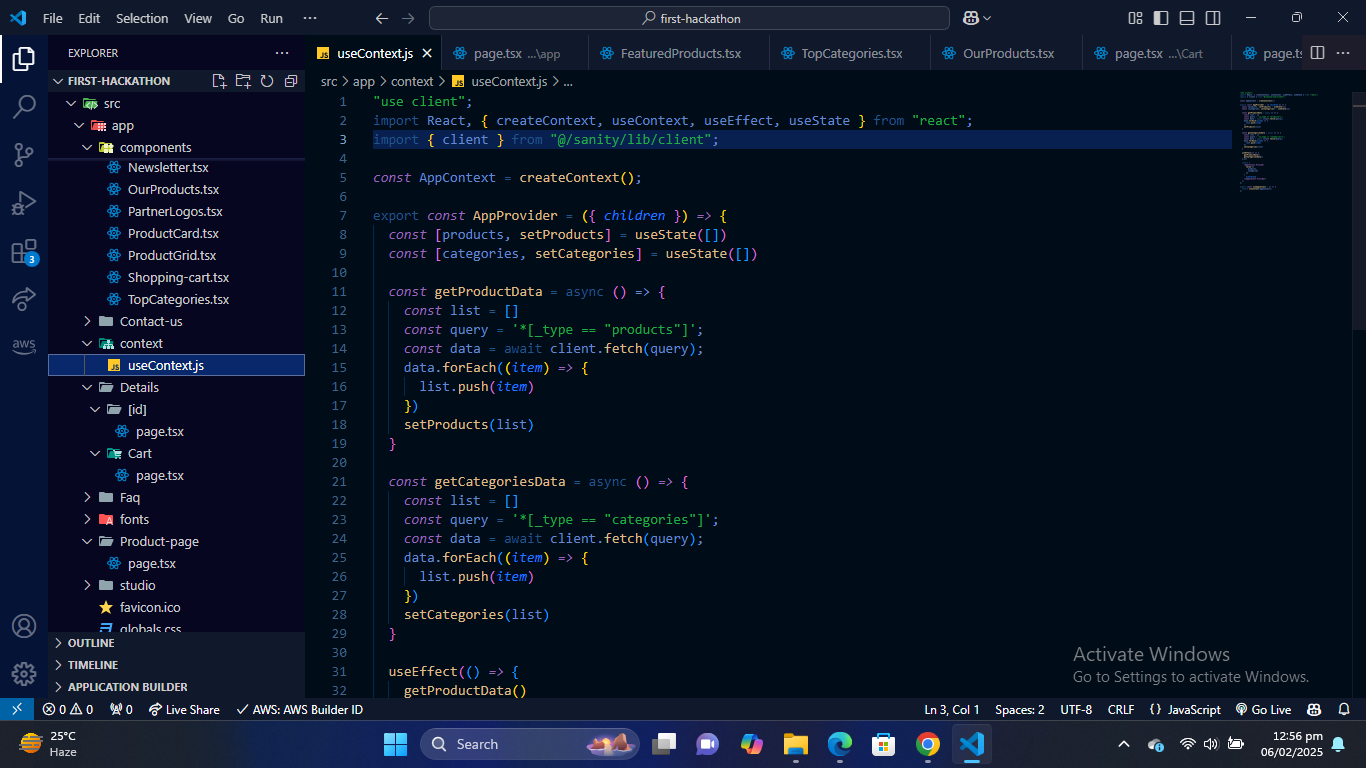 File Edit Selection View Go Run ··· first-hackathon
EXPLORER ···
useContext.js page.tsx ...\app FeaturedProducts.tsx TopCategories.tsx OurProducts.tsx page.tsx ...\Cart page.ts
src > app > context > useContext.js > ...
FIRST-HACKATHON
src
app
components
Newsletter.tsx
OurProducts.tsx
PartnerLogos.tsx
ProductCard.tsx
ProductGrid.tsx
Shopping-cart.tsx
TopCategories.tsx
Contact-us
context
useContext.js
Details
[id]
page.tsx
Cart
page.tsx
Faq
fonts
Product-page
page.tsx
studio
favicon.ico
globals.css
OUTLINE
TIMELINE
APPLICATION BUILDER
3
aws
1 "use client";
2 import React, { createContext, useContext, useEffect, useState } from "react";
3 import { client } from "@/sanity/lib/client";
4
5 const AppContext = createContext();
6
7 export const AppProvider = ({ children }) => {
8 const [products, setProducts] = useState([])
9 const [categories, setCategories] = useState([])
10
11 const getProductData = async () => {
12 const list = []
13 const query = '*[_type == "products"]';
14 const data = await client.fetch(query);
15 data.forEach((item) => {
16 list.push(item)
17 })
18 setProducts(list)
19 }
20
21 const getCategoriesData = async () => {
22 const list = []
23 const query = '*[_type == "categories"]';
24 const data = await client.fetch(query);
25 data.forEach((item) => {
26 list.push(item)
27 })
28 setCategories(list)
29 }
30
31 useEffect(() => {
32 getProductData()
Activate Windows
Go to Settings to activate Windows.
0 0 0 Live Share AWS: AWS Builder ID Ln 3, Col 1 Spaces: 2 UTF-8 CRLF {} JavaScript Go Live
25°C
Haze
Search
12:56 pm
06/02/2025